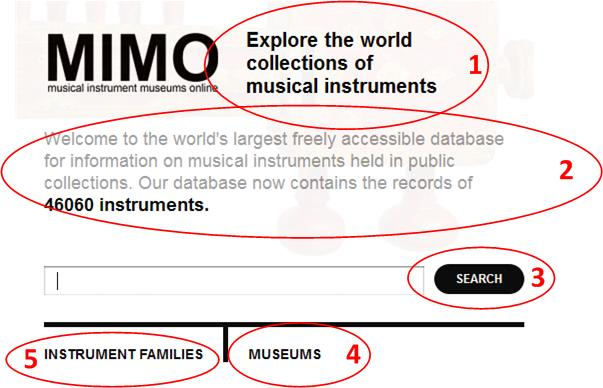 MIMO
musical instrument museums online
Explore the world
collections of
musical instruments
1
Welcome to the world's largest freely accessible database
for information on musical instruments held in public
collections. Our database now contains the records of
46060 instruments.
2
SEARCH 3
5 INSTRUMENT FAMILIES MUSEUMS 4